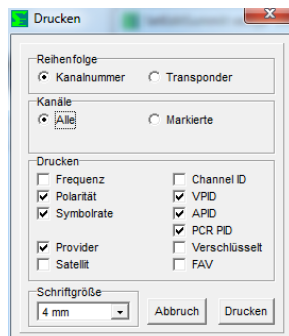 Drucken
Reihenfolge
Kanalnummer Transponder
Kanäle
Alle Markierte
Drucken
Frequenz Channel ID
Polarität VPID
Symbolrate APID
PCR PID
Provider Verschlüsselt
Satellit FAV
Schriftgröße
4 mm Abbruch Drucken